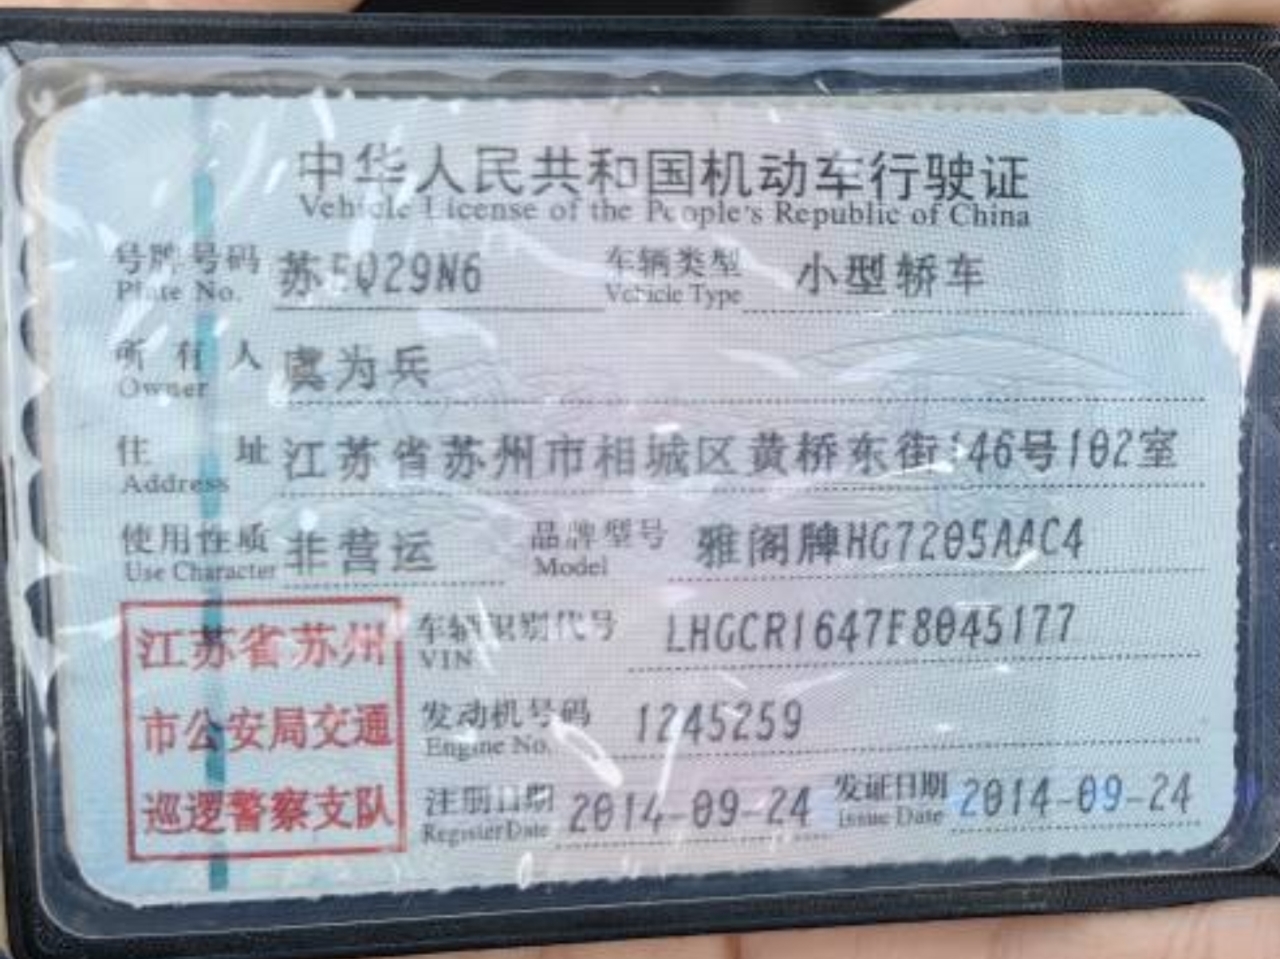 中华人民共和国机动车行驶证
Vehicle License of the People's Republic of China
号牌号码 苏EQ29N6 车辆类型 小型轿车
Plate No. Vehicle Type
所有人 虞为兵
Owner
住址 江苏省苏州市相城区黄桥东街146号102室
Address
使用性质 非营运 品牌型号 雅阁牌HG7205AAC4
Use Character Model
江苏省苏州
市公安局交通
巡逻警察支队
车辆识别代号 LHGCR1647E8045177
VIN
发动机号码 1245259
Engine No.
注册日期 2014-09-24 发证日期 2014-09-24
Register Date Issue Date